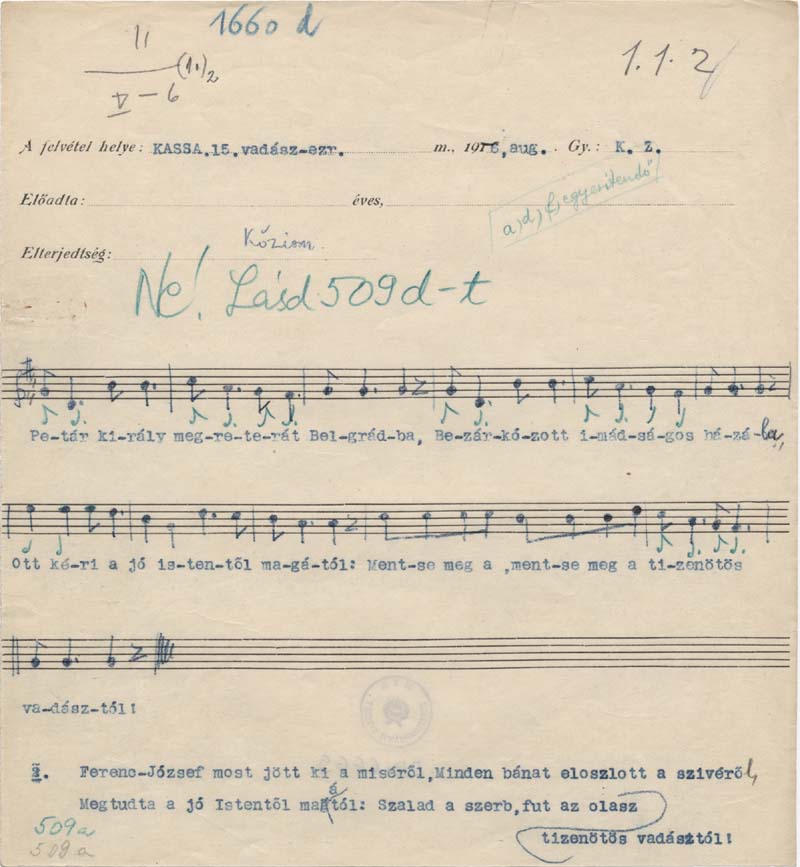 1660 d
II
V - 6 (1.) 2
1.1.2
A felvétel helye: KASSA.15.vadász-ezr. m., 1916,aug. Gy.: K. Z.
Előadta: éves,
a,d,f, egyeritendő
Elterjedtség: Közism.
Ne! Lásd 509d-t
Pe-tár ki-rály meg-re-te-rát Bel-grád-ba, Be-zár-kó-zott i-mád-sá-gos há-zá-ba,
Ott ké-ri a jó is-ten-től ma-gá-tól: Ment-se meg a ,ment-se meg a ti-zenötös
va-dász-tól!
2. Ferenc-József most jött ki a miséről,Minden bánat eloszlott a szivéről,
Megtudta a jó Istentől magától: Szalad a szerb,fut az olasz
tizenötös vadásztól!
509a
509a